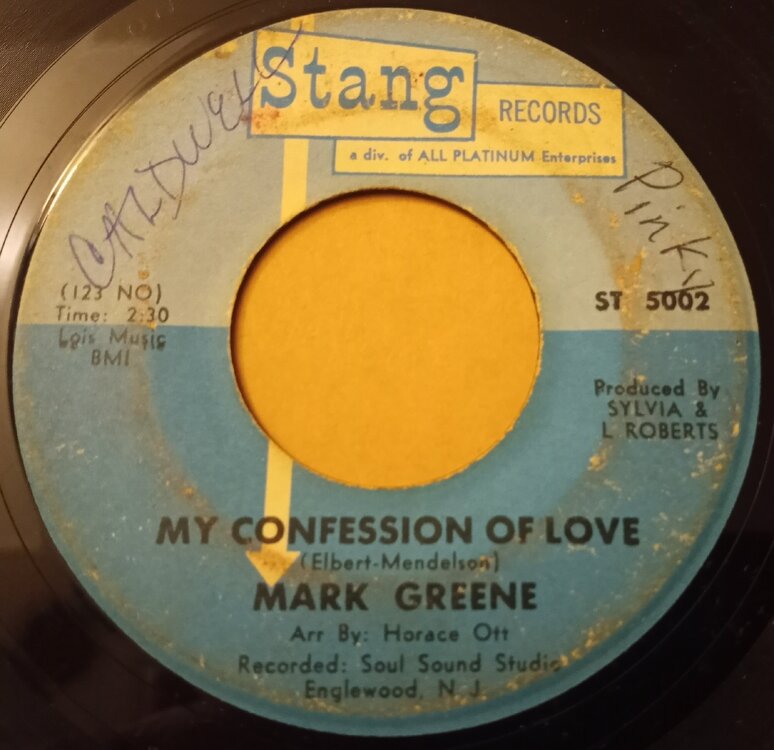 Stang
RECORDS
a div. of ALL PLATINUM Enterprises
CALDWELL
Pinky
(123 NO)
Time: 2:30
Lois Music
BMI
ST 5002
Produced By
SYLVIA &
L ROBERTS
MY CONFESSION OF LOVE
(Elbert-Mendelson)
MARK GREENE
Arr By: Horace Ott
Recorded: Soul Sound Studio
Englewood, N J